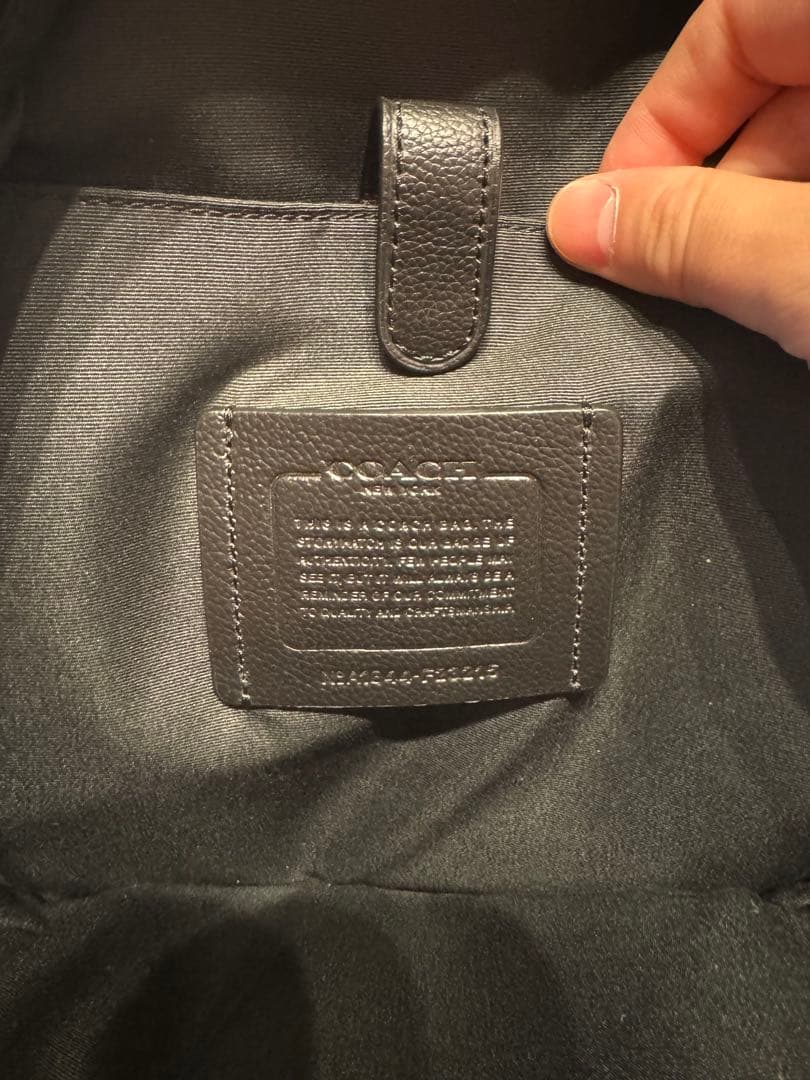 COACH
NEW YORK
THIS IS A COACH BAG. THE
STORYPATCH IS OUR BADGE OF
AUTHENTICITY. FEW PEOPLE MAY
SEE IT, BUT IT WILL ALWAYS BE A
REMINDER OF OUR COMMITMENT
TO QUALITY AND CRAFTSMANSHIP.